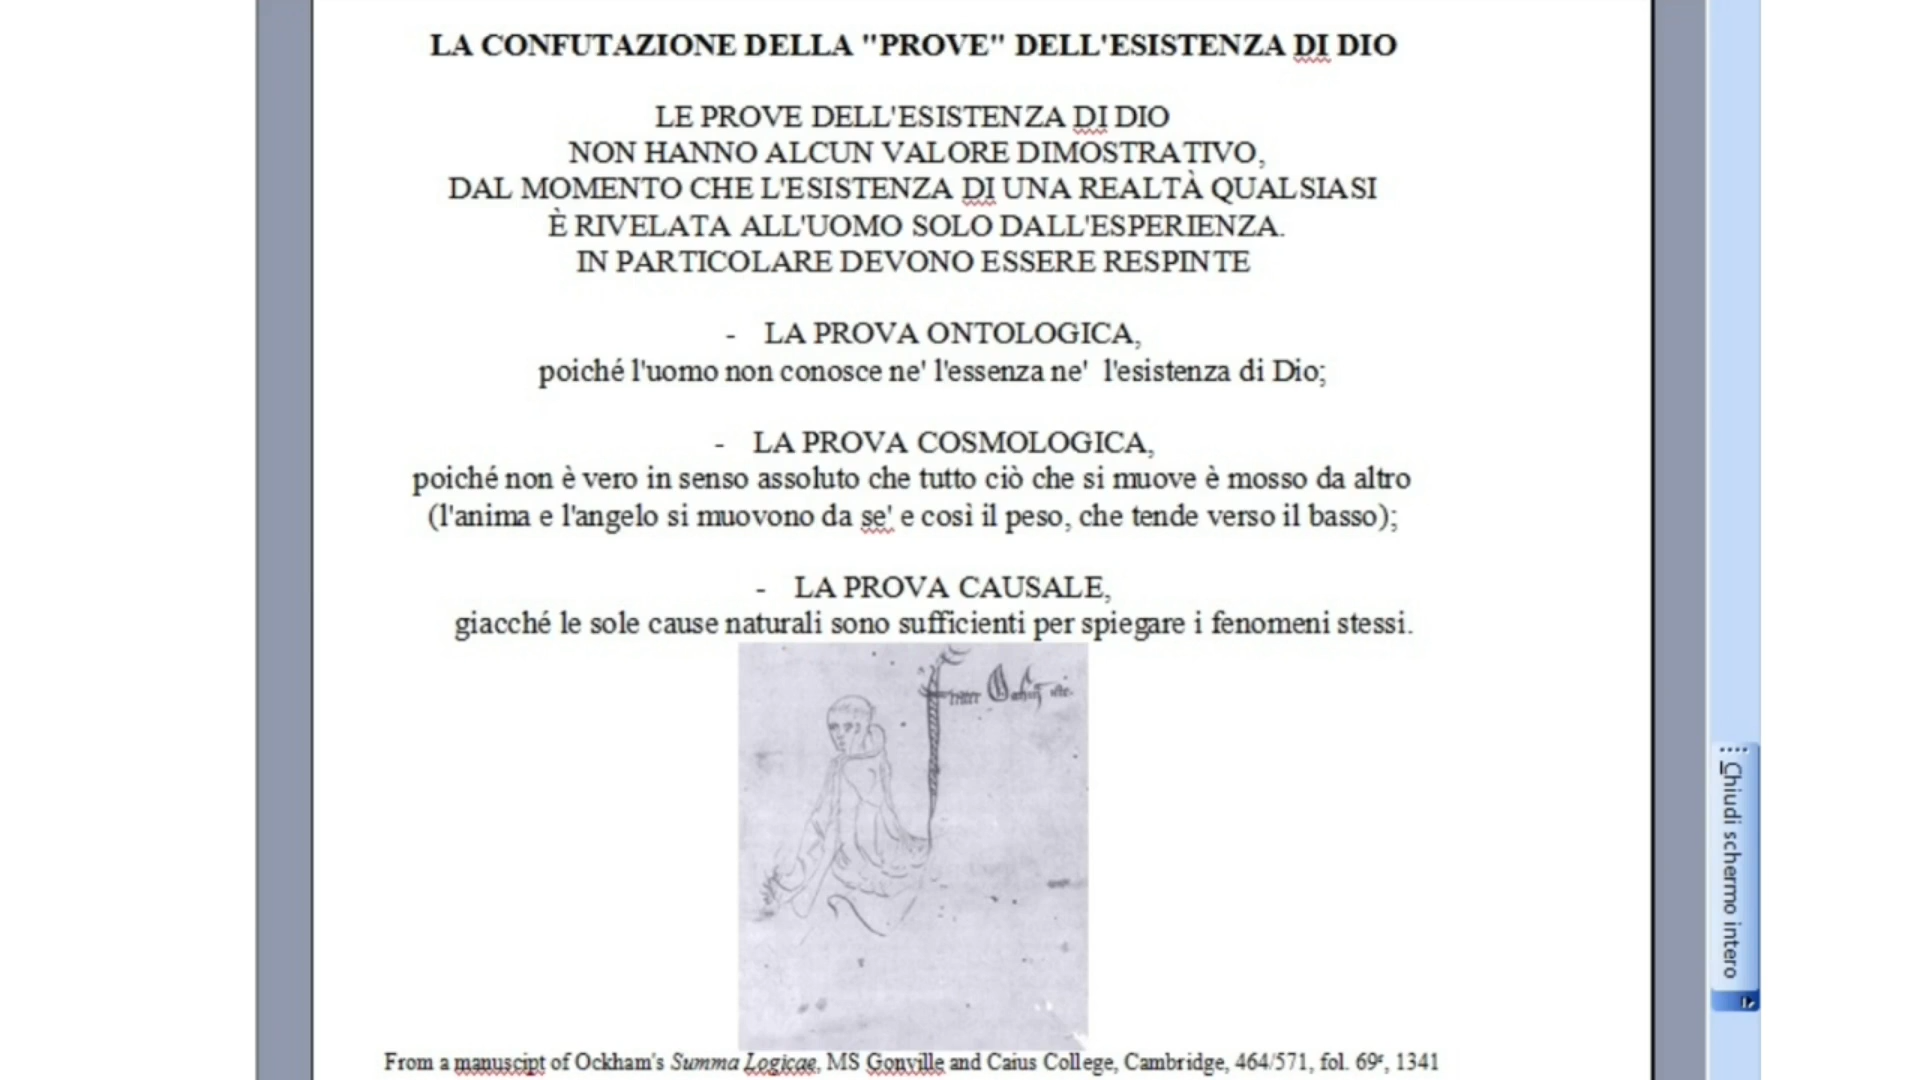 LA CONFUTAZIONE DELLA "PROVE" DELL'ESISTENZA DI DIO
LE PROVE DELL'ESISTENZA DI DIO
NON HANNO ALCUN VALORE DIMOSTRATIVO,
DAL MOMENTO CHE L'ESISTENZA DI UNA REALTÀ QUALSIASI
È RIVELATA ALL'UOMO SOLO DALL'ESPERIENZA.
IN PARTICOLARE DEVONO ESSERE RESPINTE
- LA PROVA ONTOLOGICA,
poiché l'uomo non conosce ne' l'essenza ne' l'esistenza di Dio;
- LA PROVA COSMOLOGICA,
poiché non è vero in senso assoluto che tutto ciò che si muove è mosso da altro
(l'anima e l'angelo si muovono da se' e così il peso, che tende verso il basso);
- LA PROVA CAUSALE,
giacché le sole cause naturali sono sufficienti per spiegare i fenomeni stessi.
From a manuscipt of Ockham's Summa Logicae, MS Gonville and Caius College, Cambridge, 464/571, fol. 69r, 1341
Chiudi schermo intero